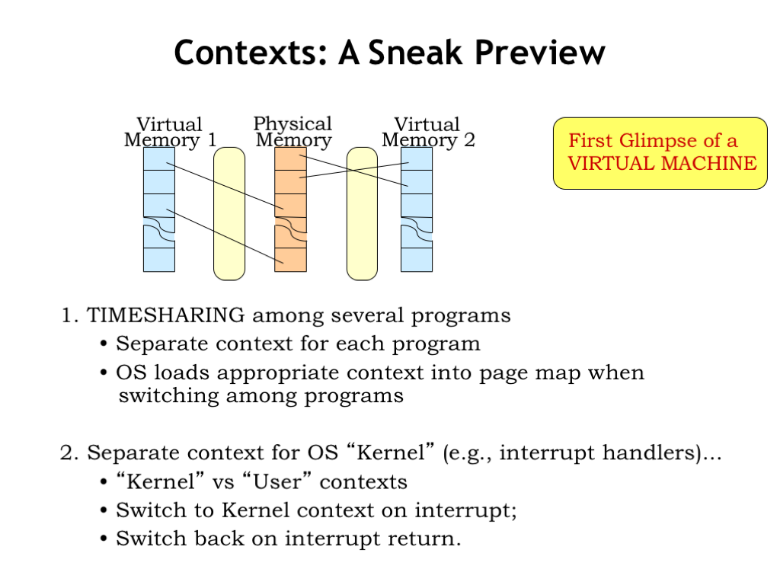 Contexts: A Sneak Preview
Virtual
Memory 1
Physical
Memory
Virtual
Memory 2
First Glimpse of a
VIRTUAL MACHINE
1. TIMESHARING among several programs
• Separate context for each program
• OS loads appropriate context into page map when
switching among programs
2. Separate context for OS “Kernel” (e.g., interrupt handlers)...
• “Kernel” vs “User” contexts
• Switch to Kernel context on interrupt;
• Switch back on interrupt return.